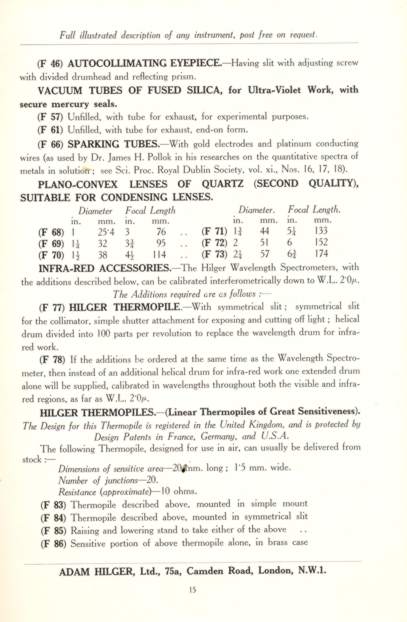 Full illustrated description of any instrument, post free on request.
(F 46) AUTOCOLLIMATING EYEPIECE.—Having slit with adjusting screw
with divided drumhead and reflecting prism.
VACUUM TUBES OF FUSED SILICA, for Ultra-Violet Work, with
secure mercury seals.
(F 57) Unfilled, with tube for exhaust, for experimental purposes.
(F 61) Unfilled, with tube for exhaust, end-on form.
(F 66) SPARKING TUBES.—With gold electrodes and platinum conducting
wires (as used by Dr. James H. Pollok in his researches on the quantitative spectra of
metals in solution; see Sci. Proc. Royal Dublin Society, vol. xi., Nos. 16, 17, 18).
PLANO-CONVEX LENSES OF QUARTZ (SECOND QUALITY),
SUITABLE FOR CONDENSING LENSES.
Diameter Focal Length Diameter. Focal Length.
in. mm. in. mm. in. mm. in. mm.
(F 68) 1 25·4 3 76 .. (F 71) 1¾ 44 5¼ 133
(F 69) 1¼ 32 3¾ 95 .. (F 72) 2 51 6 152
(F 70) 1½ 38 4½ 114 .. (F 73) 2¼ 57 6¾ 174
INFRA-RED ACCESSORIES.—The Hilger Wavelength Spectrometers, with
the additions described below, can be calibrated interferometrically down to W.L. 2·0μ.
The Additions required are as follows :—
(F 77) HILGER THERMOPILE.—With symmetrical slit; symmetrical slit
for the collimator, simple shutter attachment for exposing and cutting off light; helical
drum divided into 100 parts per revolution to replace the wavelength drum for infra-
red work.
(F 78) If the additions be ordered at the same time as the Wavelength Spectro-
meter, then instead of an additional helical drum for infra-red work one extended drum
alone will be supplied, calibrated in wavelengths throughout both the visible and infra-
red regions, as far as W.L. 2·0μ.
HILGER THERMOPILES.—(Linear Thermopiles of Great Sensitiveness).
The Design for this Thermopile is registered in the United Kingdom, and is protected by
Design Patents in France, Germany, and U.S.A.
The following Thermopile, designed for use in air, can usually be delivered from
stock :—
Dimensions of sensitive area—20 mm. long; 1·5 mm. wide.
Number of junctions—20.
Resistance (approximate)—10 ohms.
(F 83) Thermopile described above, mounted in simple mount
(F 84) Thermopile described above, mounted in symmetrical slit
(F 85) Raising and lowering stand to take either of the above ..
(F 86) Sensitive portion of above thermopile alone, in brass case
ADAM HILGER, Ltd., 75a, Camden Road, London, N.W.1.
15